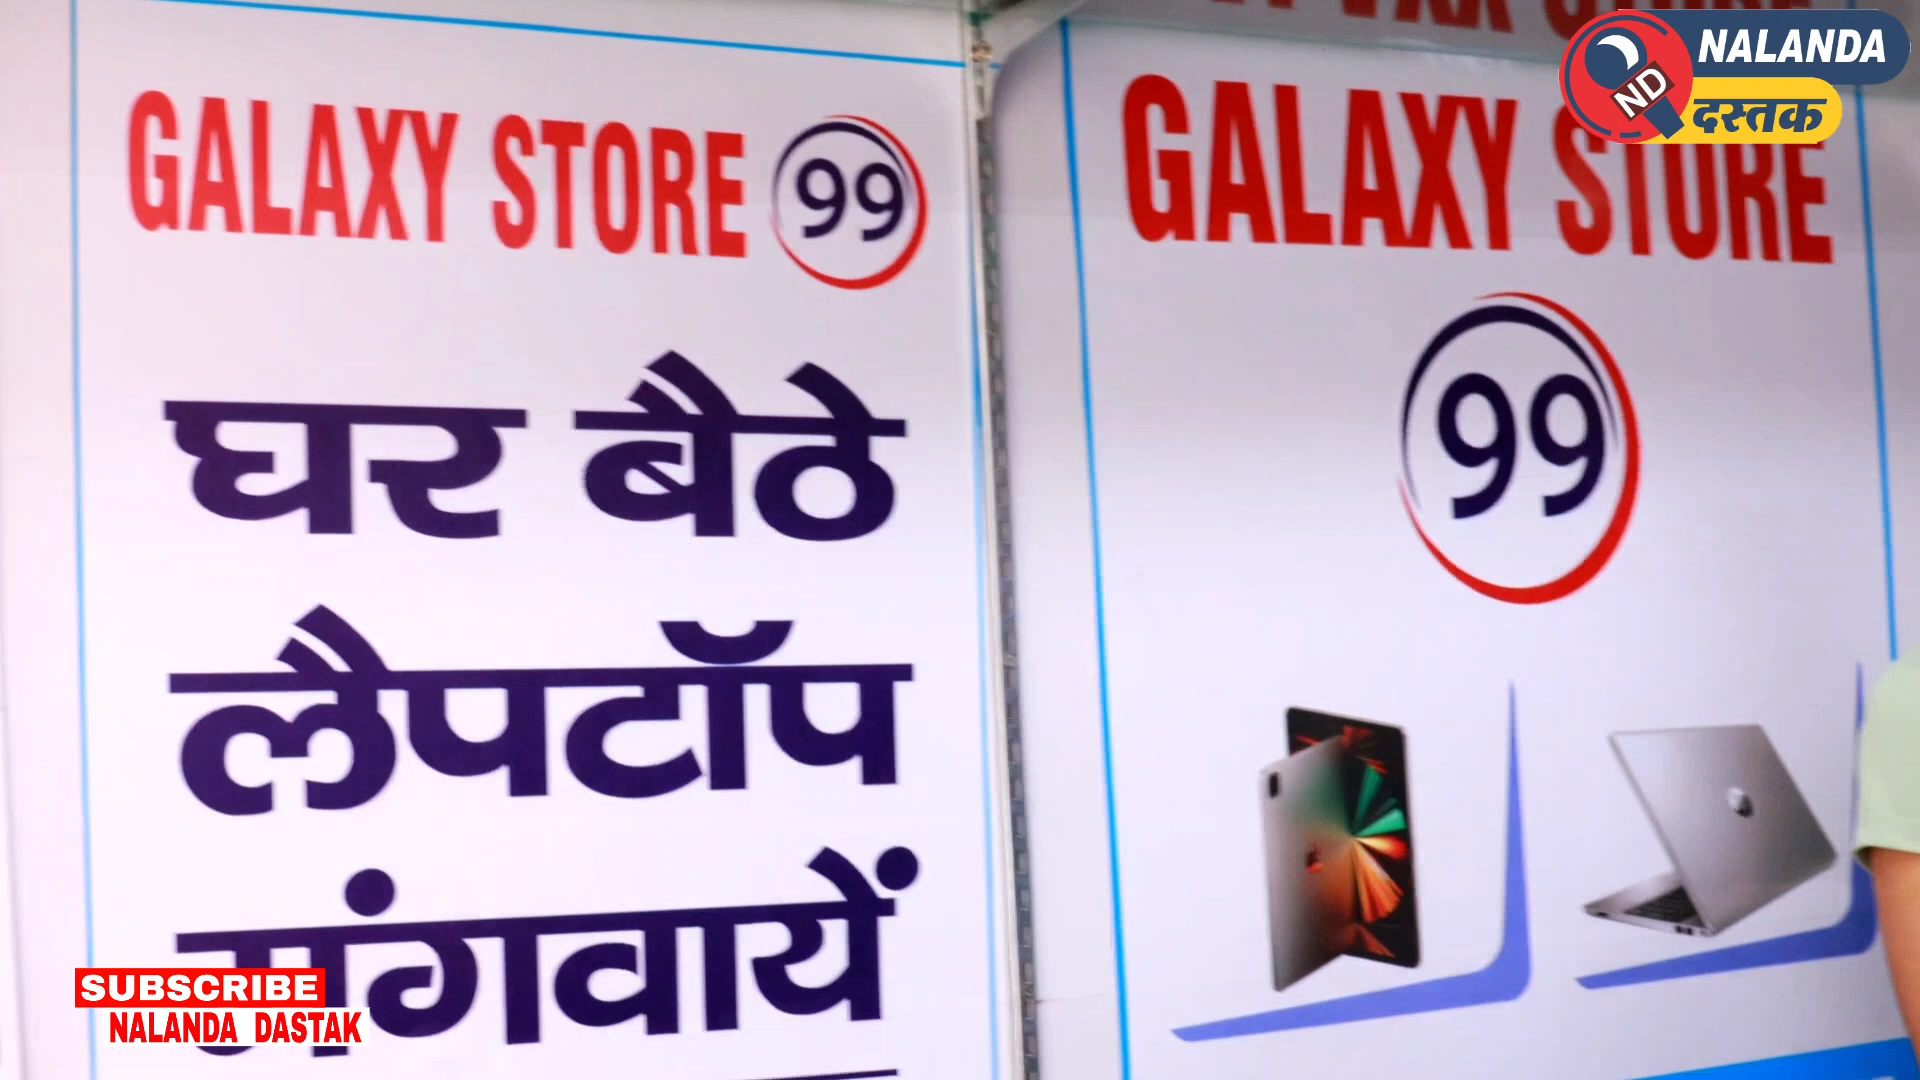 GALAXY STORE 99
घर बैठे
लैपटॉप
मंगवायें
GALAXY STORE
99
NALANDA
ND
दस्तक
SUBSCRIBE
NALANDA DASTAK